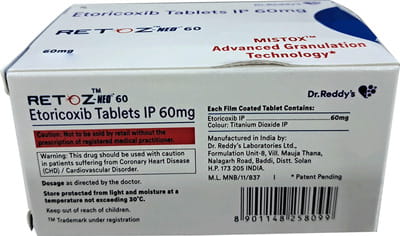 Etoricoxib Tablets IP 60mg
60mg
MISTOX™
Advanced Granulation
Technology*
RETOZ™-NEO 60
Etoricoxib Tablets IP 60mg
Caution: Not to be sold by retail without the
prescription of registered medical practitioner.
Warning: This drug should be used with caution
in patients suffering from Coronary Heart Disease
(CHD) / Cardiovascular Disorder.
Dosage as directed by the doctor.
Store protected from light and moisture at a
temperature not exceeding 30°C.
Keep out of reach of children.
™ Trademark under registration
Dr.Reddy's
Each Film Coated Tablet Contains:
Etoricoxib IP 60mg
Colour: Titanium Dioxide IP
Manufactured in India by:
Dr. Reddy's Laboratories Ltd.,
Formulation Unit-8, Vill. Mauja Thana,
Nalagarh Road, Baddi, Distt. Solan
H.P. 173 205 INDIA.
M.L. MNB/11/837 * Patent Pending
8 901148 258099